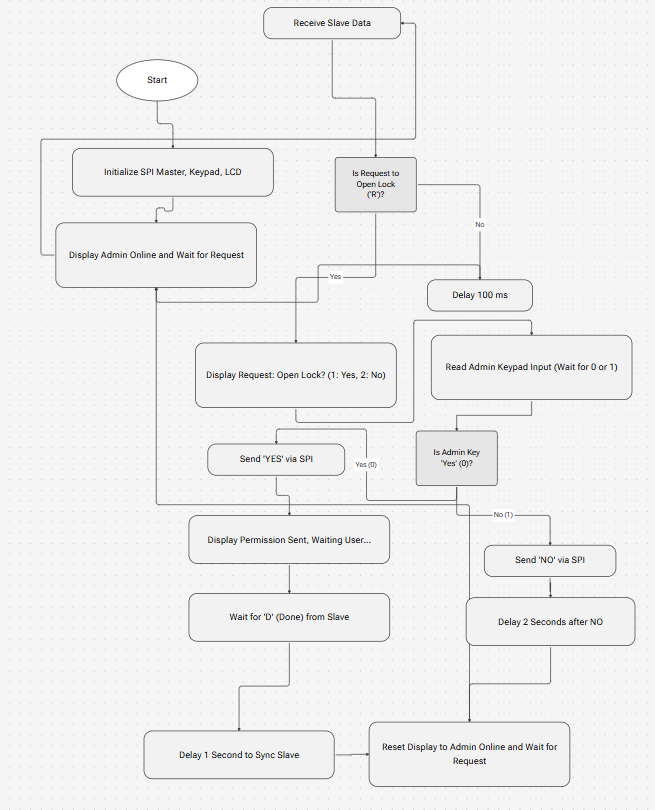 Receive Slave Data
Start
Initialize SPI Master, Keypad, LCD
Is Request to
Open Lock
('R')?
No
Display Admin Online and Wait for Request
Yes
Delay 100 ms
Display Request: Open Lock? (1: Yes, 2: No)
Read Admin Keypad Input (Wait for 0 or 1)
Send 'YES' via SPI
Yes (0)
Is Admin Key
'Yes' (0)?
No (1)
Display Permission Sent, Waiting User...
Send 'NO' via SPI
Wait for 'D' (Done) from Slave
Delay 2 Seconds after NO
Delay 1 Second to Sync Slave
Reset Display to Admin Online and Wait for
Request